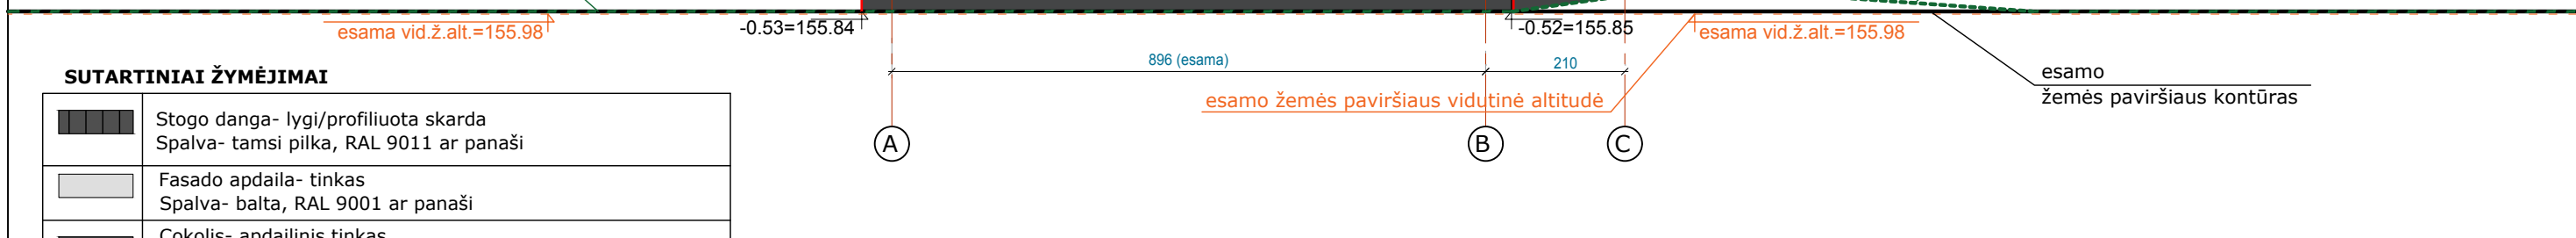 esama vid.ž.alt.=155.98
-0.53=155.84
-0.52=155.85
esama vid.ž.alt.=155.98
896 (esama)
210
esamo žemės paviršiaus vidutinė altitudė
esamo
žemės paviršiaus kontūras
A
B
C
SUTARTINIAI ŽYMĖJIMAI
Stogo danga- lygi/profiliuota skarda
Spalva- tamsi pilka, RAL 9011 ar panaši
Fasado apdaila- tinkas
Spalva- balta, RAL 9001 ar panaši
Cokolis- apdailinis tinkas